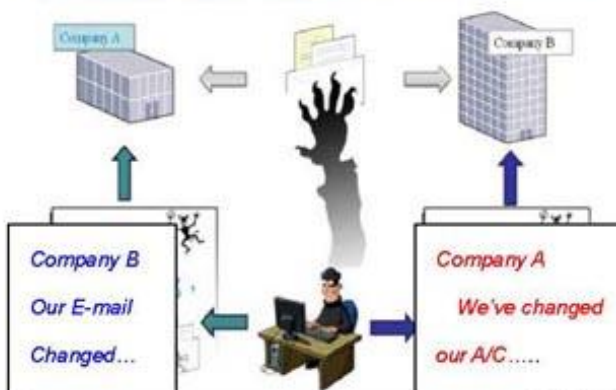 Company A
Company B
Company B
Our E-mail
Changed...
Company A
We've changed
our A/C.....